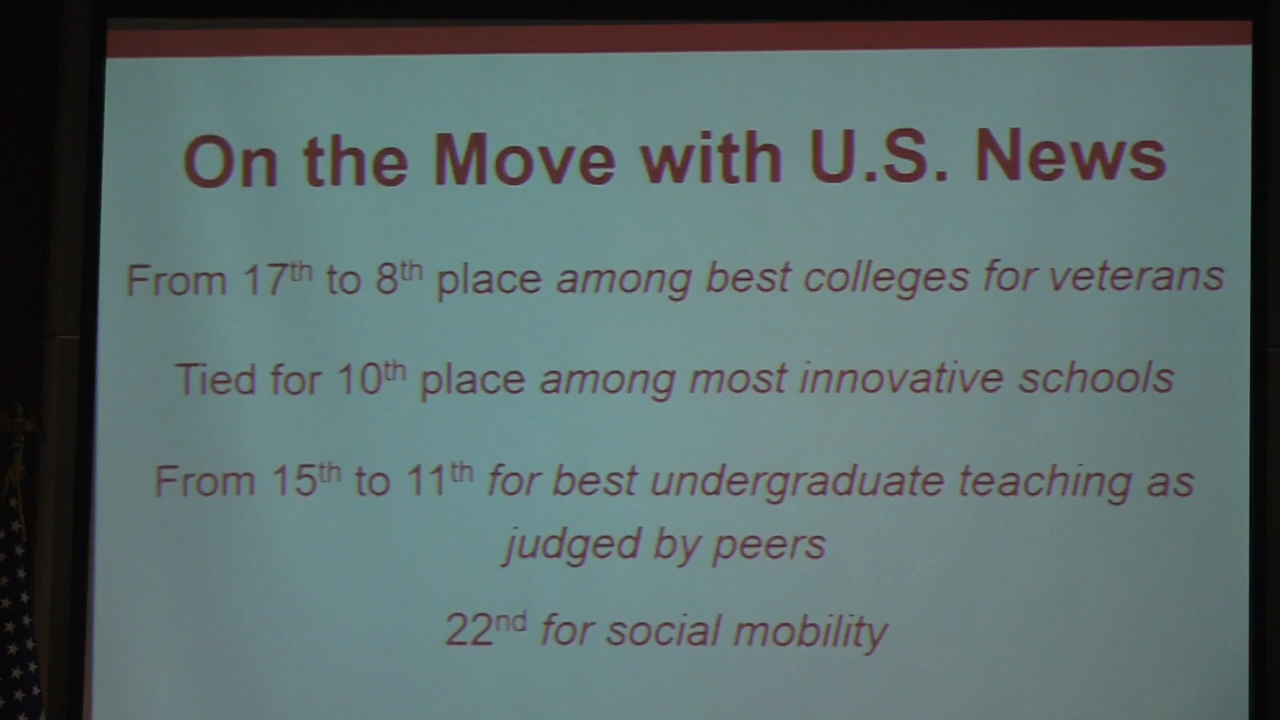 On the Move with U.S. News
From 17th to 8th place among best colleges for veterans
Tied for 10th place among most innovative schools
From 15th to 11th for best undergraduate teaching as
judged by peers
22nd for social mobility